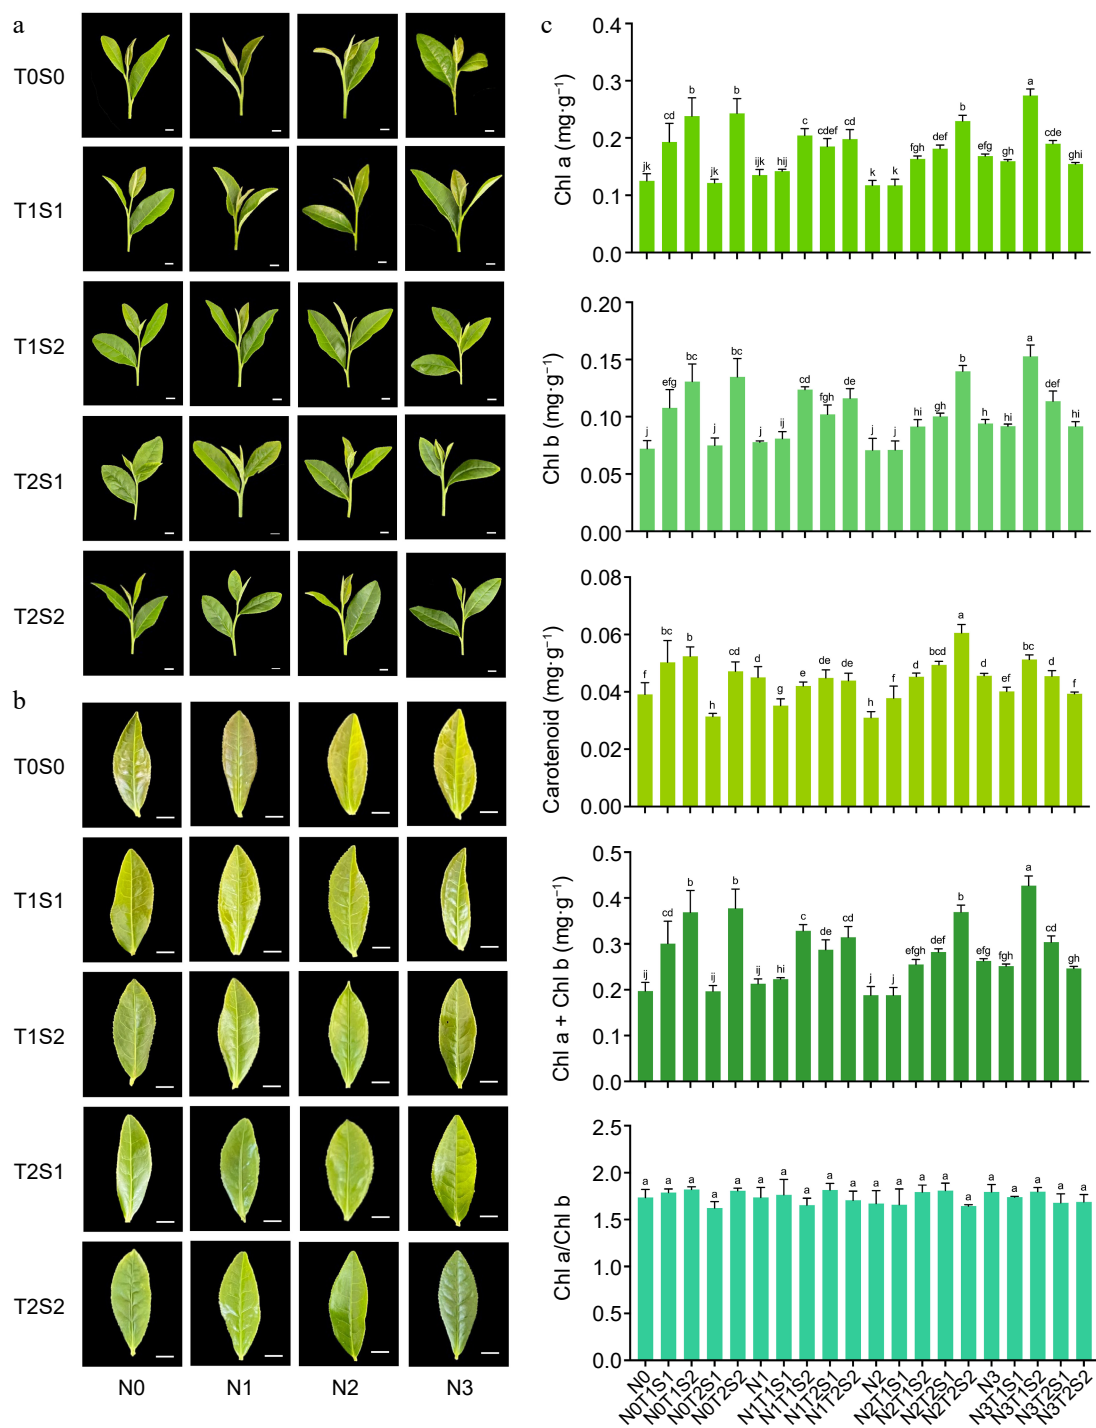 a
T0S0
T1S1
T1S2
T2S1
T2S2
b
T0S0
T1S1
T1S2
T2S1
T2S2
N0 N1 N2 N3
c
Chl a (mg·g⁻¹)
0.4
0.3
0.2
0.1
0.0
jk cd b jk b ijk hij c cdef cd k k fgh def b efg gh a cde ghi
Chl b (mg·g⁻¹)
0.20
0.15
0.10
0.05
0.00
j efg bc j bc j ij cd fgh de j j hi gh b h hi a def hi
Carotenoid (mg·g⁻¹)
0.08
0.06
0.04
0.02
0.00
f bc b h cd d g e de de h f d bcd a d ef bc d f
Chl a + Chl b (mg·g⁻¹)
0.5
0.4
0.3
0.2
0.1
0.0
ij cd b ij b ij hi c de cd j j efgh def b efg fgh a cd gh
Chl a/Chl b
2.5
2.0
1.5
1.0
0.5
0.0
a a a a a a a a a a a a a a a a a a a a
N0 N0T1S1 N0T1S2 N0T2S1 N0T2S2 N1 N1T1S1 N1T1S2 N1T2S1 N1T2S2 N2 N2T1S1 N2T1S2 N2T2S1 N2T2S2 N3 N3T1S1 N3T1S2 N3T2S1 N3T2S2